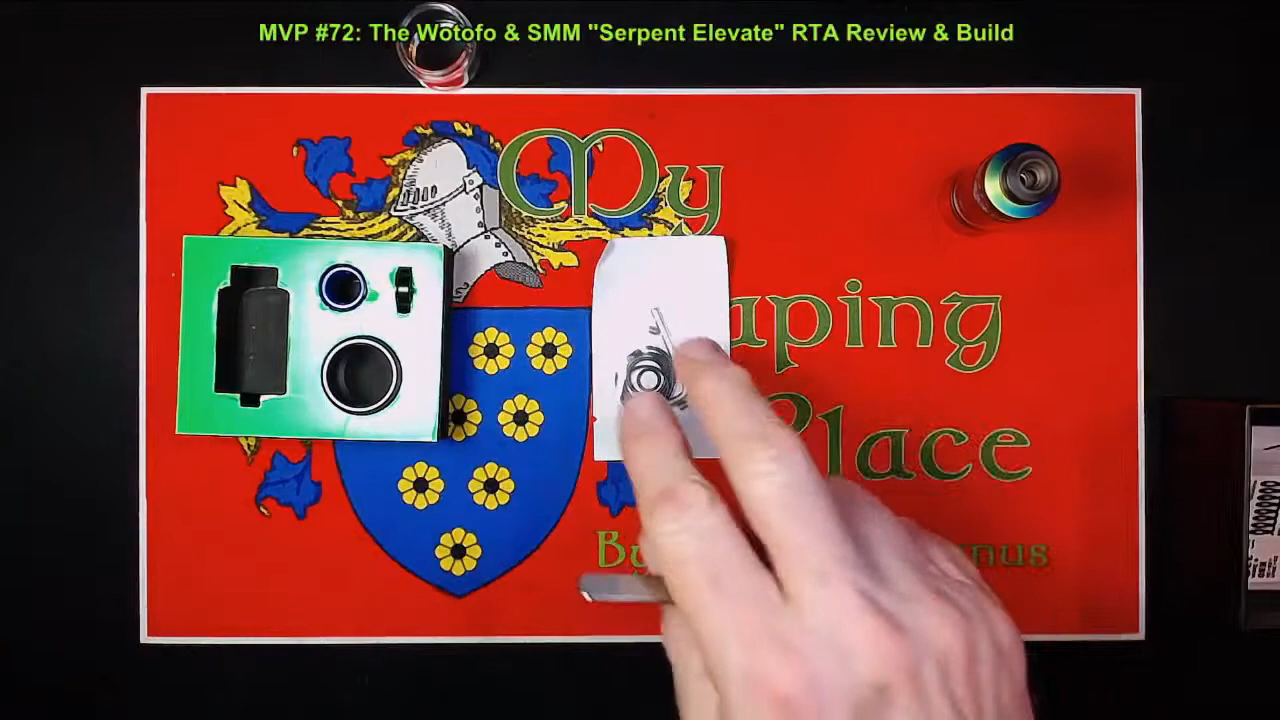 MVP #72: The Wotofo & SMM "Serpent Elevate" RTA Review & Build
My
aping
Place
By
nus